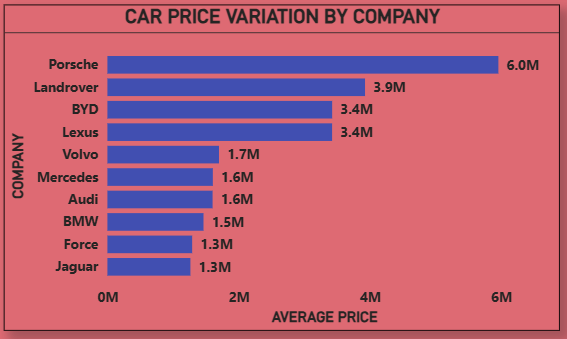 CAR PRICE VARIATION BY COMPANY
COMPANY
Porsche 6.0M
Landrover 3.9M
BYD 3.4M
Lexus 3.4M
Volvo 1.7M
Mercedes 1.6M
Audi 1.6M
BMW 1.5M
Force 1.3M
Jaguar 1.3M
0M 2M 4M 6M
AVERAGE PRICE